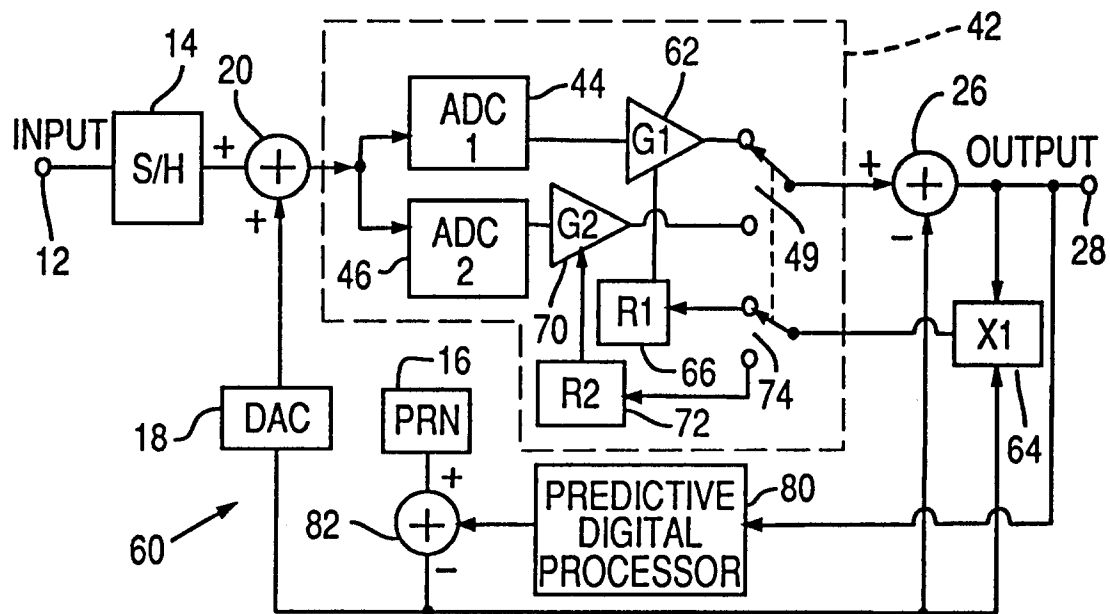 14
20
62
42
44
26
INPUT
S/H
+
+
ADC
1
G1
+
OUTPUT
+
+
12
46
ADC
2
G2
49
−
28
70
R1
X1
16
66
74
64
18
DAC
PRN
R2
72
60
+
82
+
−
PREDICTIVE
DIGITAL
PROCESSOR
80